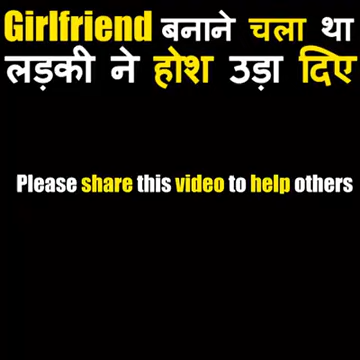 Girlfriend बनाने चला था
लड़की ने होश उड़ा दिए
Please share this video to help others